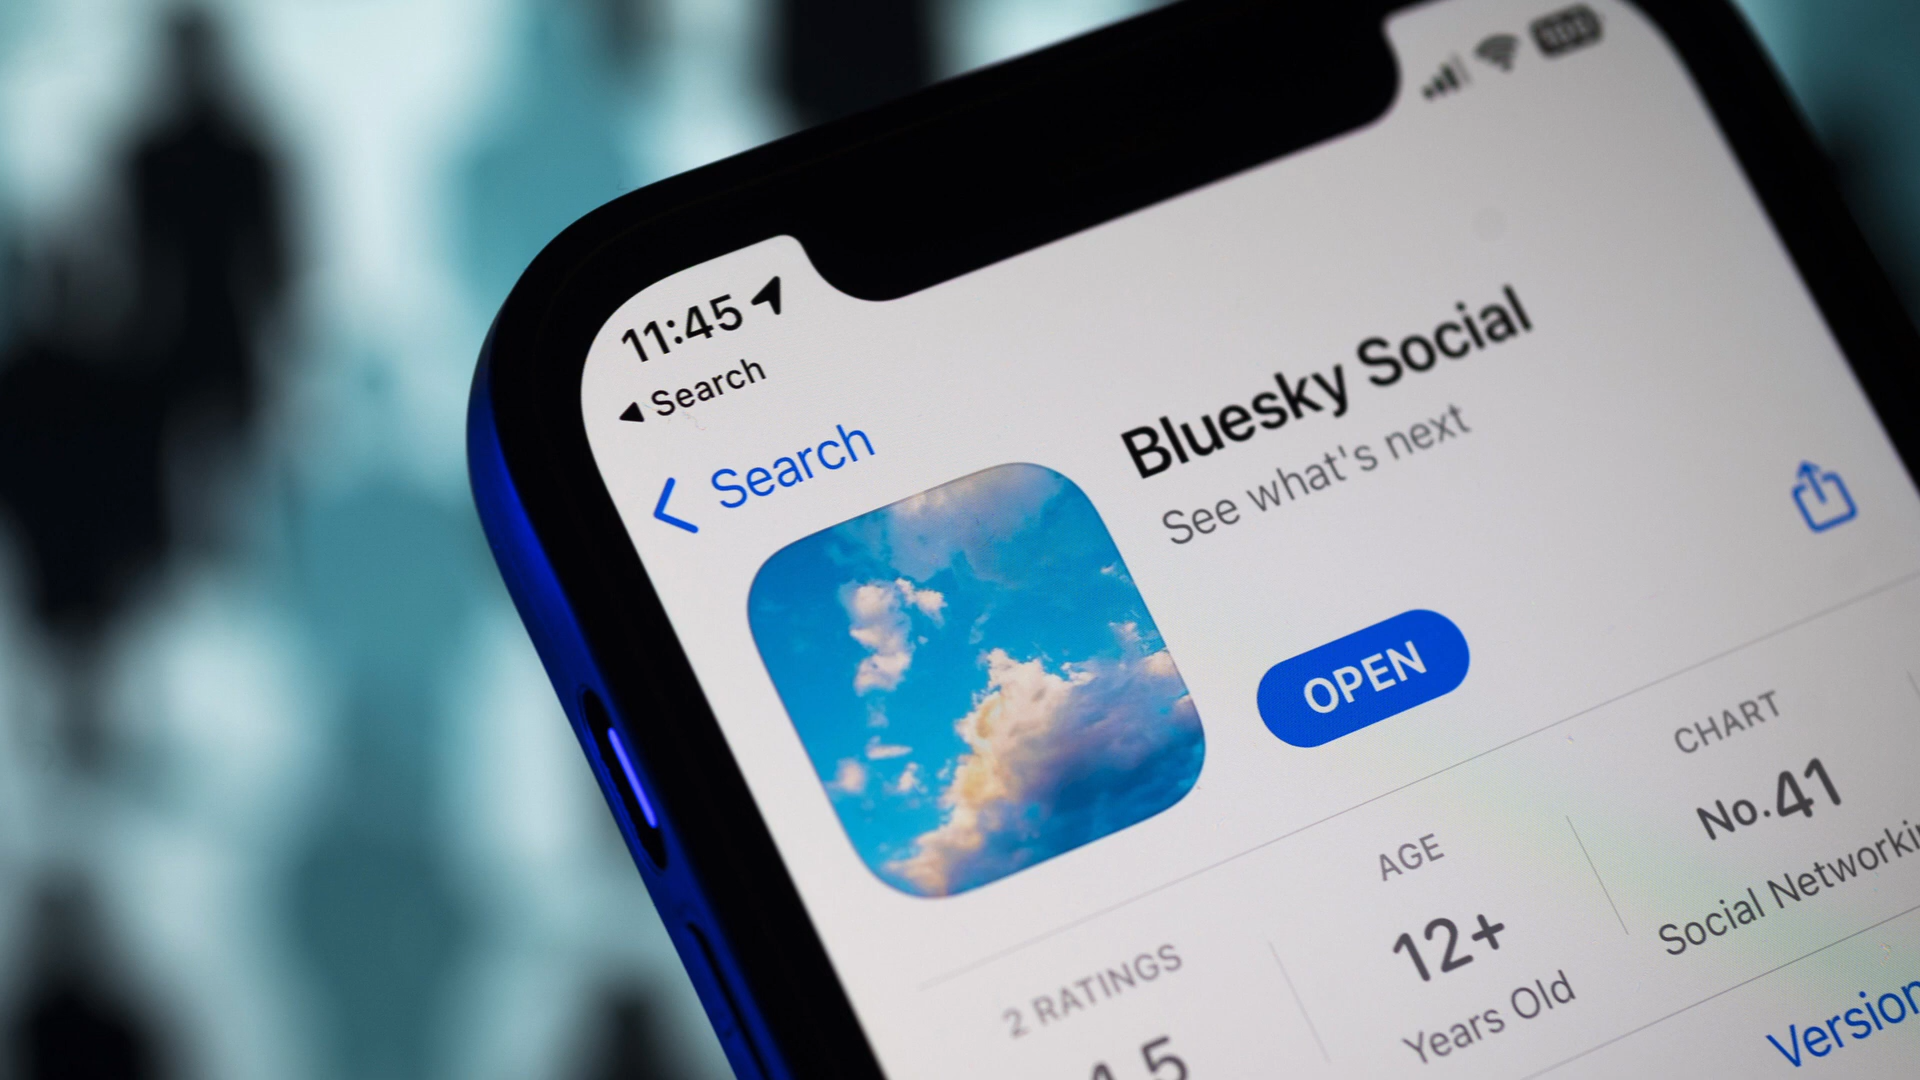 11:45
Search
Search
Bluesky Social
See what's next
OPEN
2 RATINGS
AGE
12+
Years Old
CHART
No.41
Social
Version